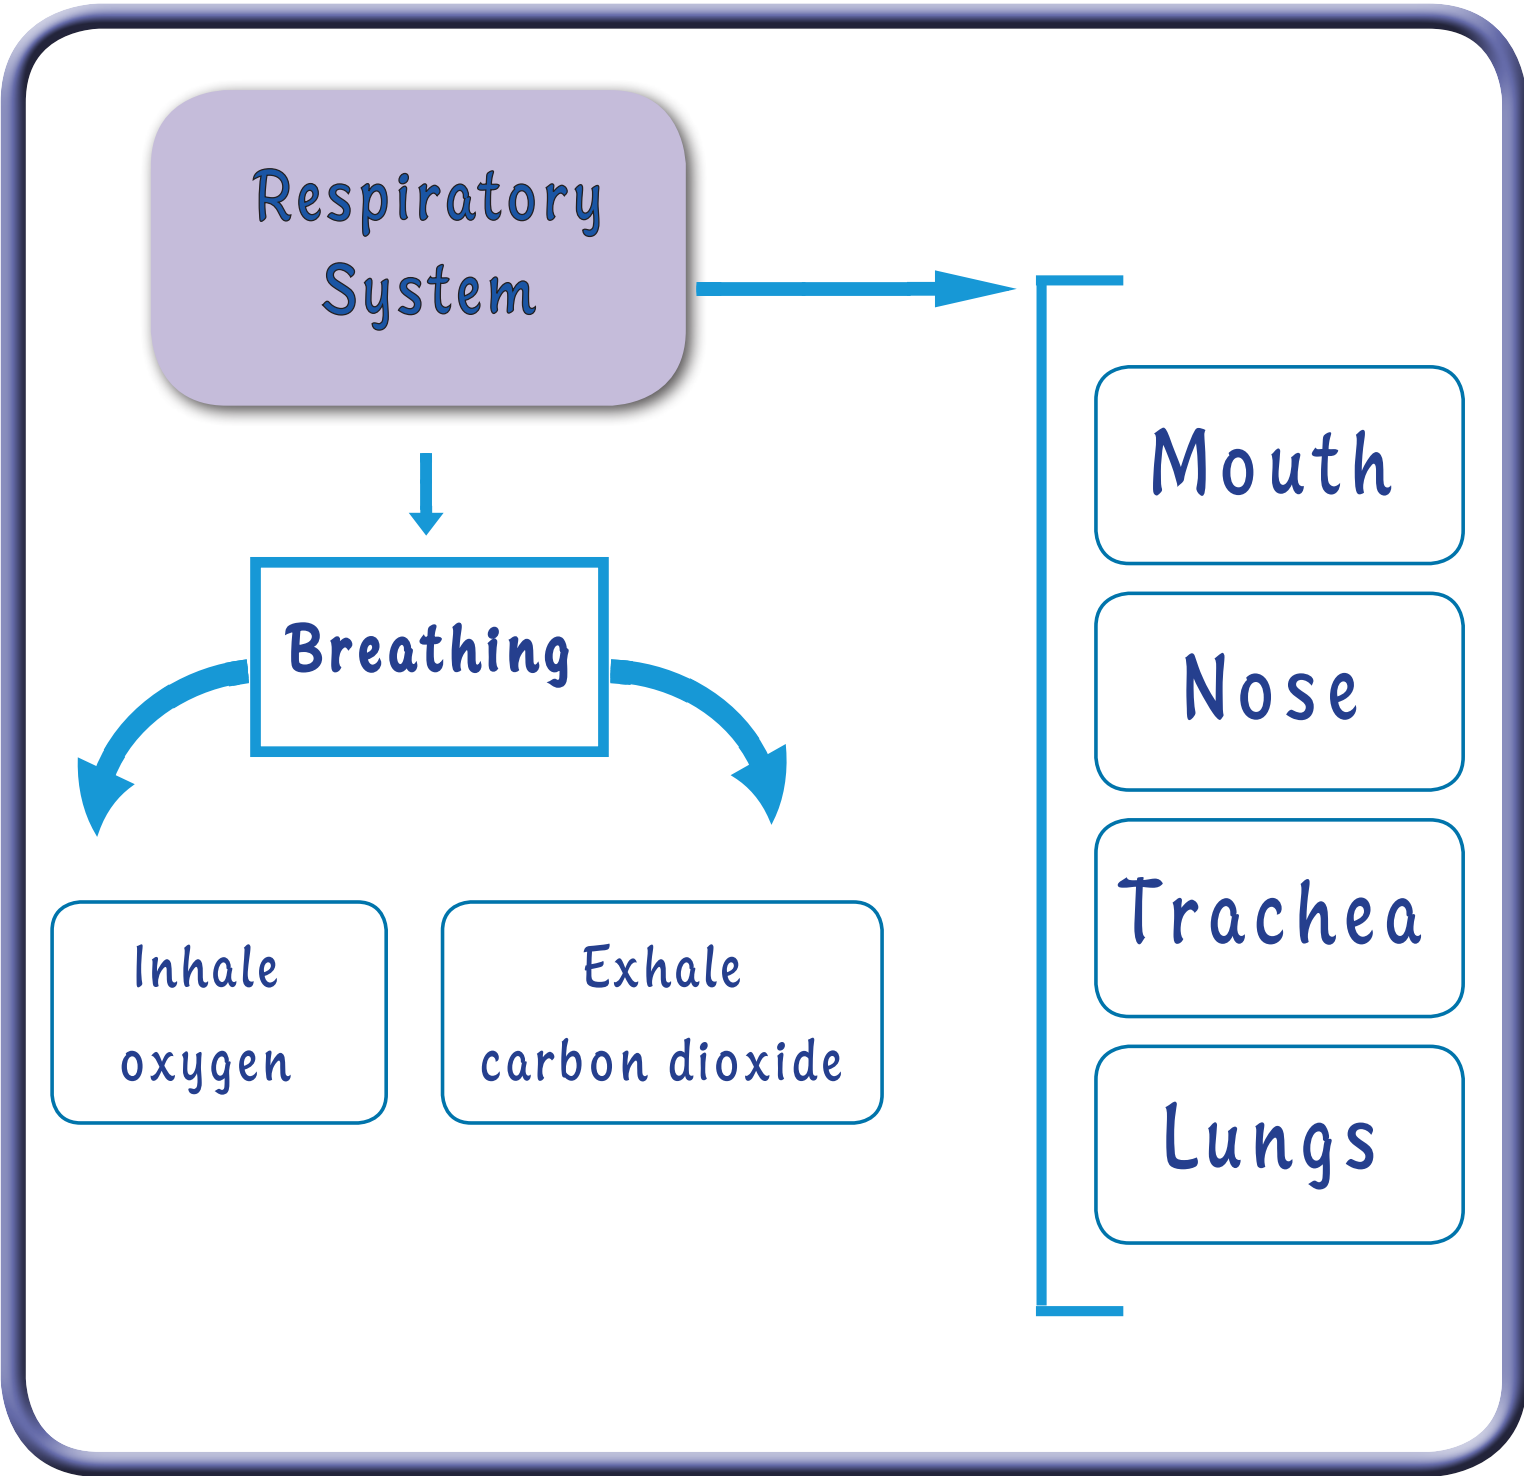 Respiratory
System
Breathing
Inhale
oxygen
Exhale
carbon dioxide
Mouth
Nose
Trachea
Lungs